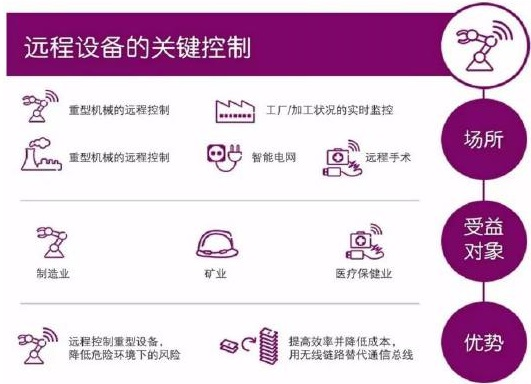 远程设备的关键控制
重型机械的远程控制
工厂/加工状况的实时监控
场所
重型机械的远程控制
智能电网
远程手术
受益
对象
制造业
矿业
医疗保健业
远程控制重型设备，
降低危险环境下的风险
提高效率并降低成本，
用无线链路替代通信总线
优势